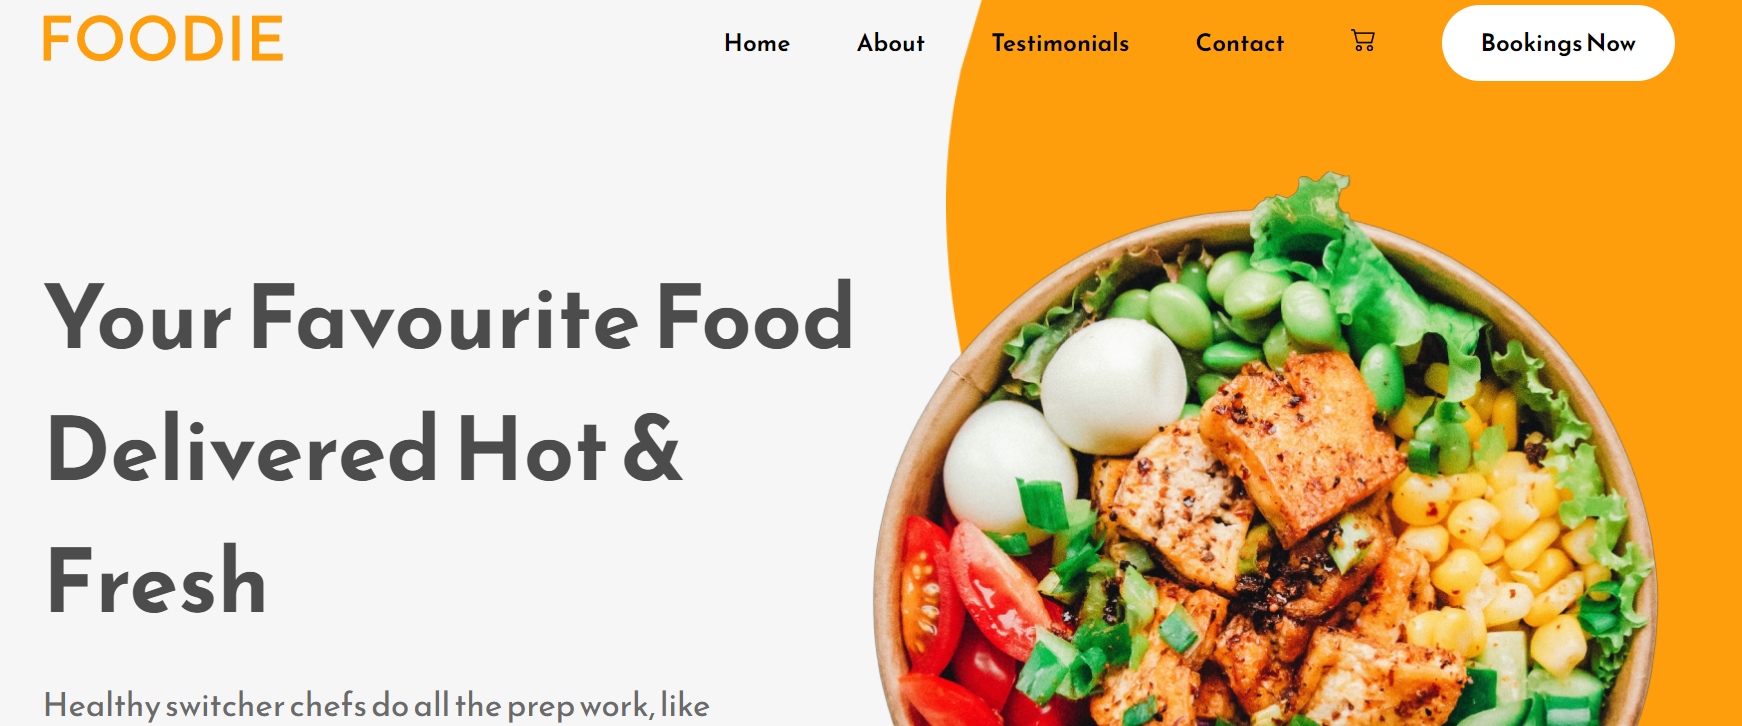 FOODIE
Home About Testimonials Contact Bookings Now
Your Favourite Food
Delivered Hot &
Fresh
Healthy switcher chefs do all the prep work, like